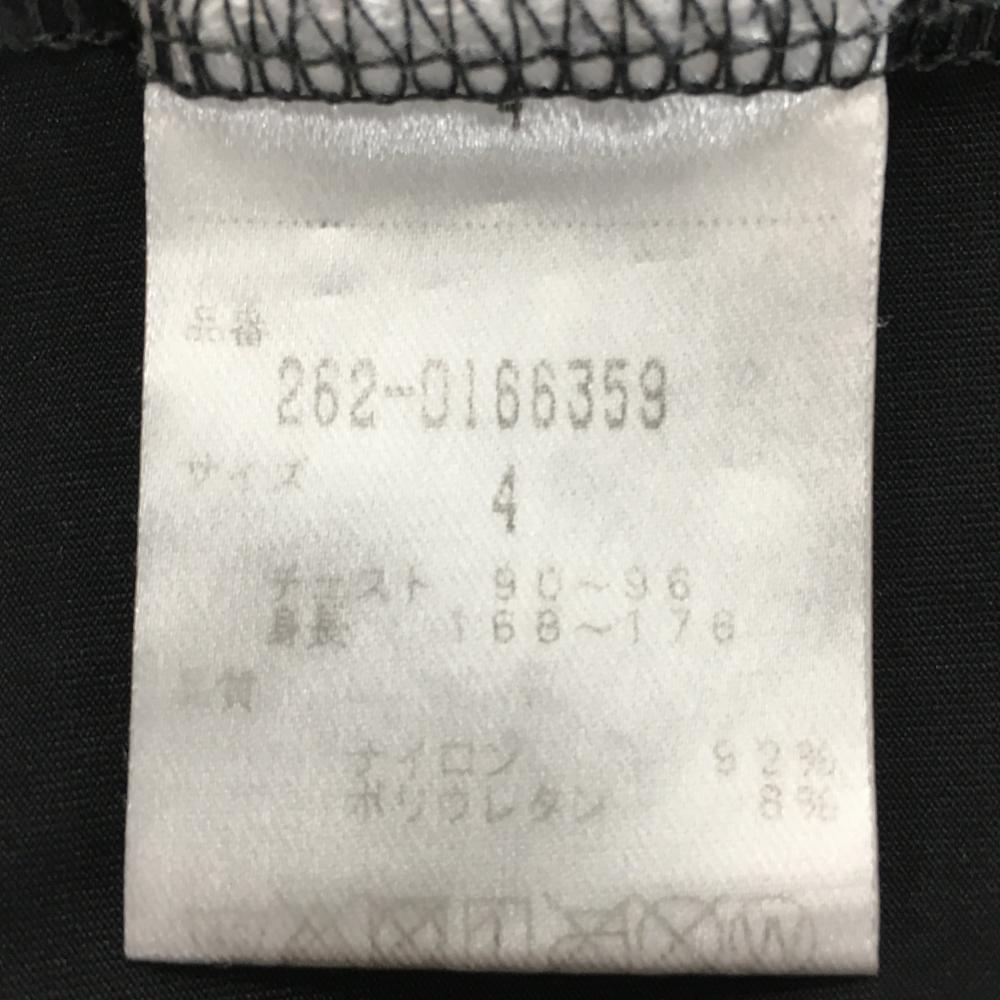 品番
262-0166359
サイズ
4
チェスト 90~96
身長 168~176
品質
ナイロン 92%
ポリウレタン 8%